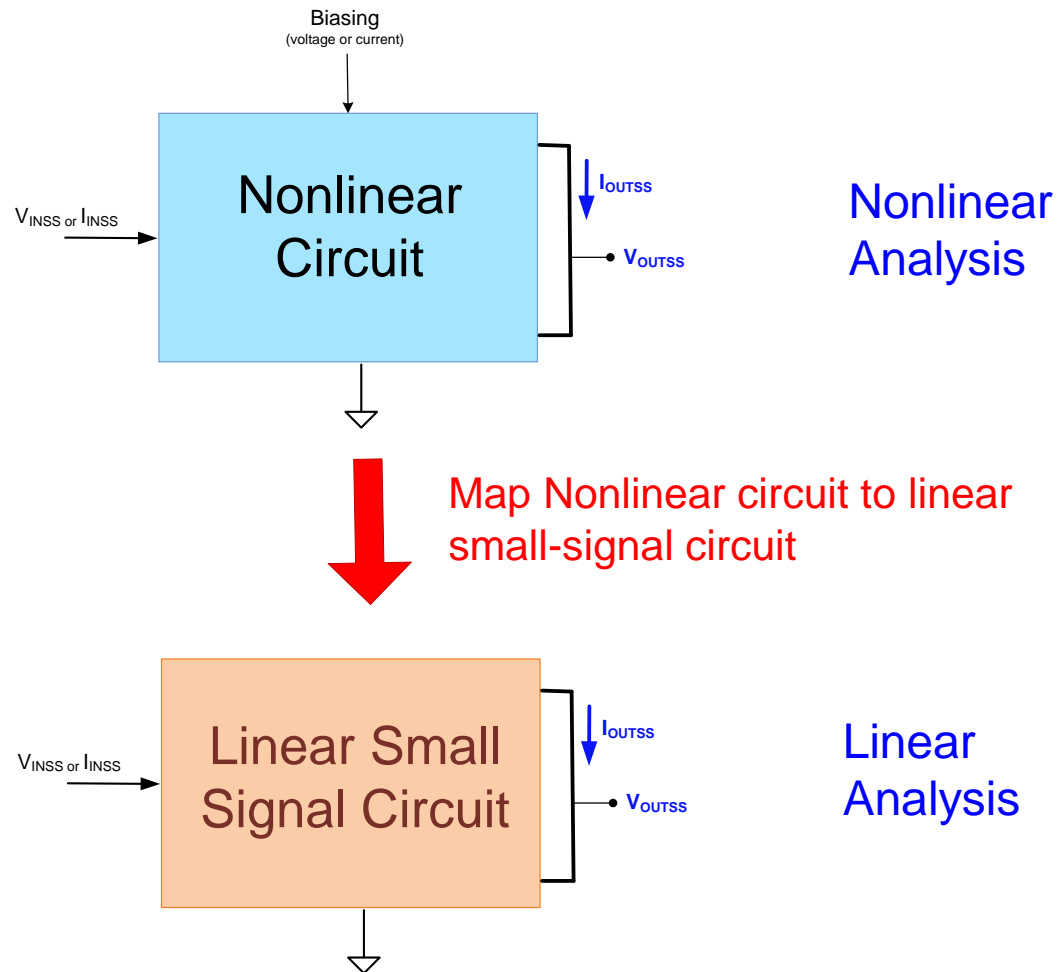 Biasing
(voltage or current)
Nonlinear
Circuit
VINSS or IINSS
IOUTSS
VOUTSS
Nonlinear
Analysis
Map Nonlinear circuit to linear
small-signal circuit
Linear Small
Signal Circuit
VINSS or IINSS
IOUTSS
VOUTSS
Linear
Analysis